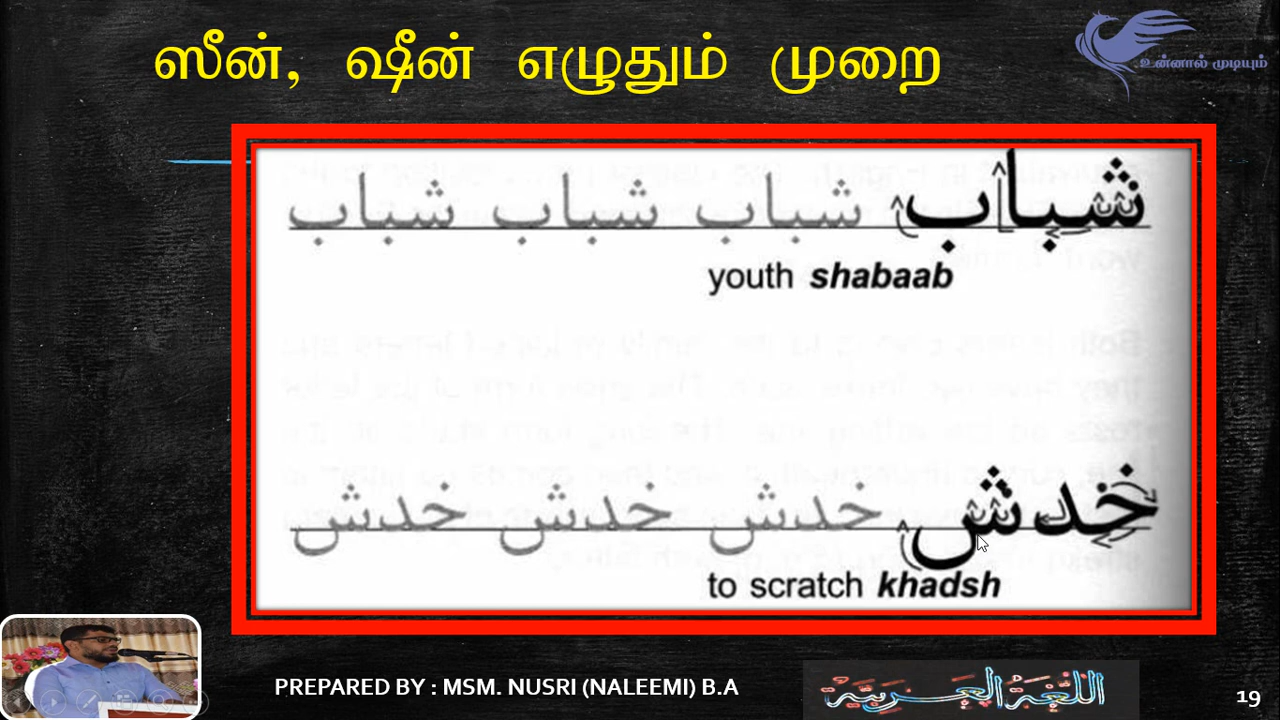 ஸீன், ஷீன் எழுதும் முறை
உன்னால் முடியும்
شباب شباب شباب شباب
youth shabaab
خدش خدش خدش خدش
to scratch khadsh
PREPARED BY : MSM. NUSRI (NALEEMI) B.A
اللغة العربية
19